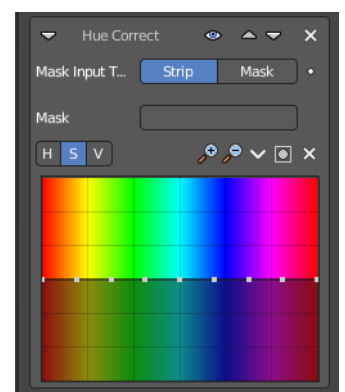 Hue Correct
Mask Input T... Strip Mask
Mask
H S V